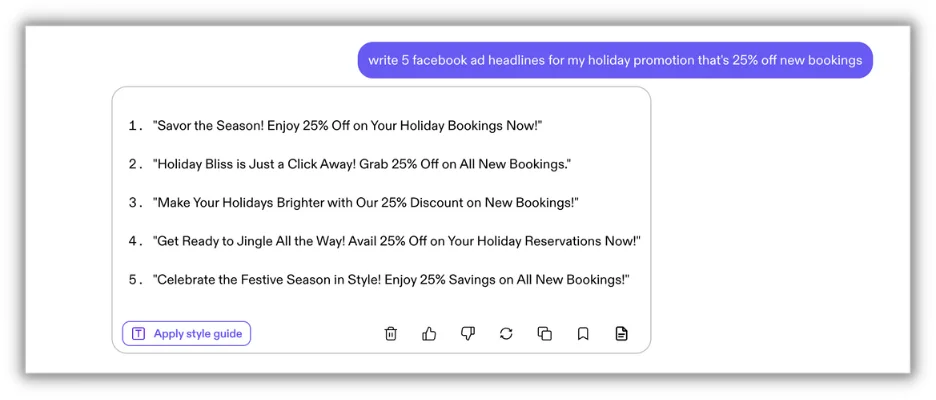 write 5 facebook ad headlines for my holiday promotion that's 25% off new bookings
1. "Savor the Season! Enjoy 25% Off on Your Holiday Bookings Now!"
2. "Holiday Bliss is Just a Click Away! Grab 25% Off on All New Bookings."
3. "Make Your Holidays Brighter with Our 25% Discount on New Bookings!"
4. "Get Ready to Jingle All the Way! Avail 25% Off on Your Holiday Reservations Now!"
5. "Celebrate the Festive Season in Style! Enjoy 25% Savings on All New Bookings!"
T Apply style guide